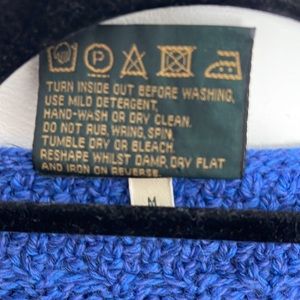 P
TURN INSIDE OUT BEFORE WASHING,
USE MILD DETERGENT,
HAND-WASH OR DRY CLEAN.
DO NOT RUB, WRING, SPIN,
TUMBLE DRY OR BLEACH.
RESHAPE WHILST DAMP, DRY FLAT
AND IRON ON REVERSE.
M